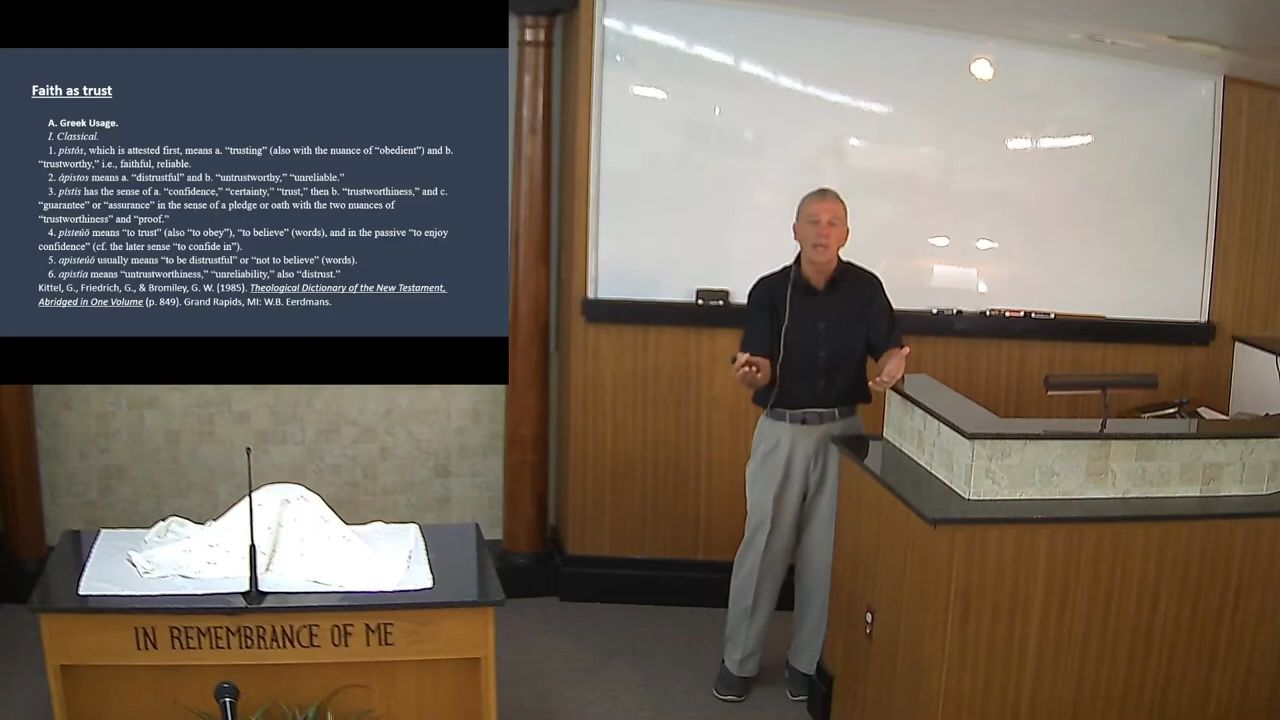 Faith as trust
A. Greek Usage.
I. Classical.
1. pistós, which is attested first, means a. “trusting” (also with the nuance of “obedient”) and b.
“trustworthy,” i.e., faithful, reliable.
2. ápistos means a. “distrustful” and b. “untrustworthy,” “unreliable.”
3. pístis has the sense of a. “confidence,” “certainty,” “trust,” then b. “trustworthiness,” and c.
“guarantee” or “assurance” in the sense of a pledge or oath with the two nuances of
“trustworthiness” and “proof.”
4. pisteúō means “to trust” (also “to obey”), “to believe” (words), and in the passive “to enjoy
confidence” (cf. the later sense “to confide in”).
5. apisteúō usually means “to be distrustful” or “not to believe” (words).
6. apistía means “untrustworthiness,” “unreliability,” also “distrust.”
Kittel, G., Friedrich, G., & Bromiley, G. W. (1985). Theological Dictionary of the New Testament,
Abridged in One Volume (p. 849). Grand Rapids, MI: W.B. Eerdmans.
IN REMEMBRANCE OF ME